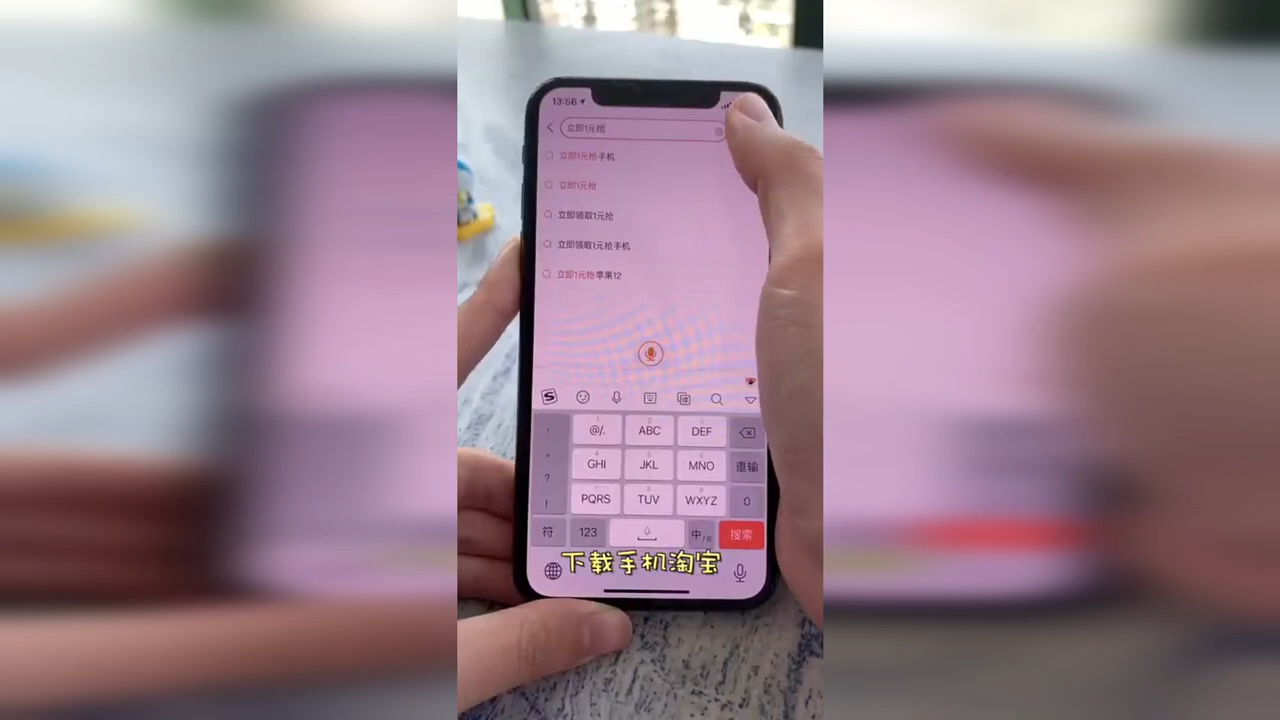 13:56
立即1元抢
立即1元抢手机
立即1元抢
立即领取1元抢
立即领取1元抢手机
立即1元抢苹果12
S
@/. ABC DEF
GHI JKL MNO 重输
?
PQRS TUV WXYZ 0
!
符 123 中/英 搜索
下载手机淘宝